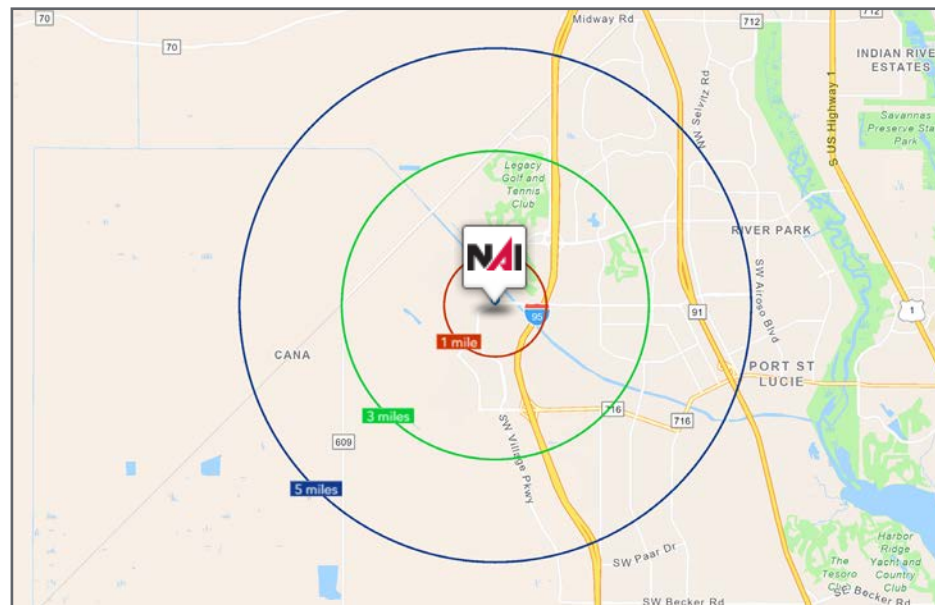 70
Midway Rd
712
712
70
INDIAN RIVE
ESTATES
NW Selvitz Rd
S US Highway 1
Savannas
Preserve Sta
Park
Legacy
Golf and
Tennis
Club
RIVER PARK
NAI
SW Airoso Blvd
95
91
1
1 mile
CANA
PORT ST
LUCIE
3 miles
716
716
609
SW Village Pkwy
5 miles
SW Paar Dr
Harbor
Ridge
Yacht and
Country
Club
The
Tesoro
Club
SW Becker Rd
SE Becker Rd